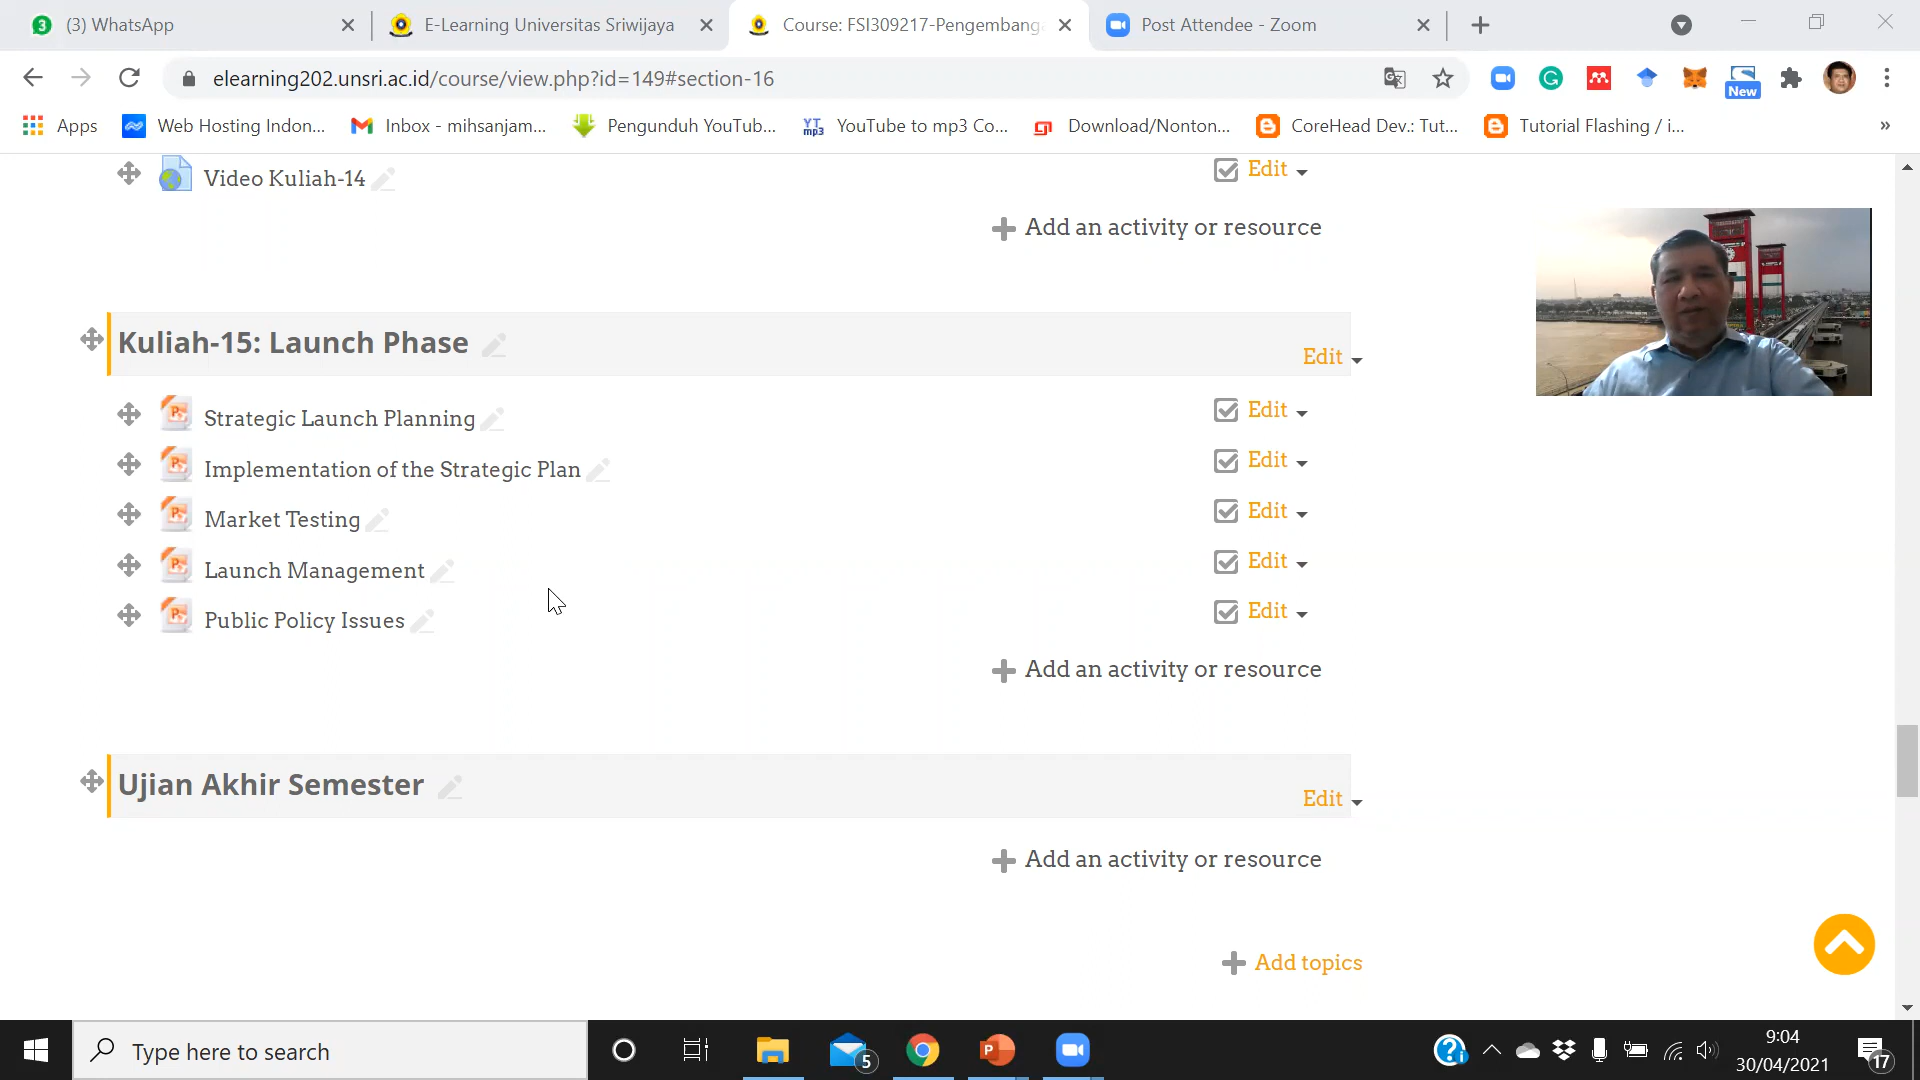 3 (3) WhatsApp
E-Learning Universitas Sriwijaya
Course: FSI309217-Pengembang
Post Attendee - Zoom
elearning202.unsri.ac.id/course/view.php?id=149#section-16
New
Apps
Web Hosting Indon...
Inbox - mihsanjam...
Pengunduh YouTub...
YT mp3 YouTube to mp3 Co...
Download/Nonton...
CoreHead Dev.: Tut...
Tutorial Flashing / i...
»
Video Kuliah-14
Edit
Add an activity or resource
Kuliah-15: Launch Phase
Edit
Strategic Launch Planning
Edit
Implementation of the Strategic Plan
Edit
Market Testing
Edit
Launch Management
Edit
Public Policy Issues
Edit
Add an activity or resource
Ujian Akhir Semester
Edit
Add an activity or resource
Add topics
Type here to search
5
9:04
30/04/2021
17